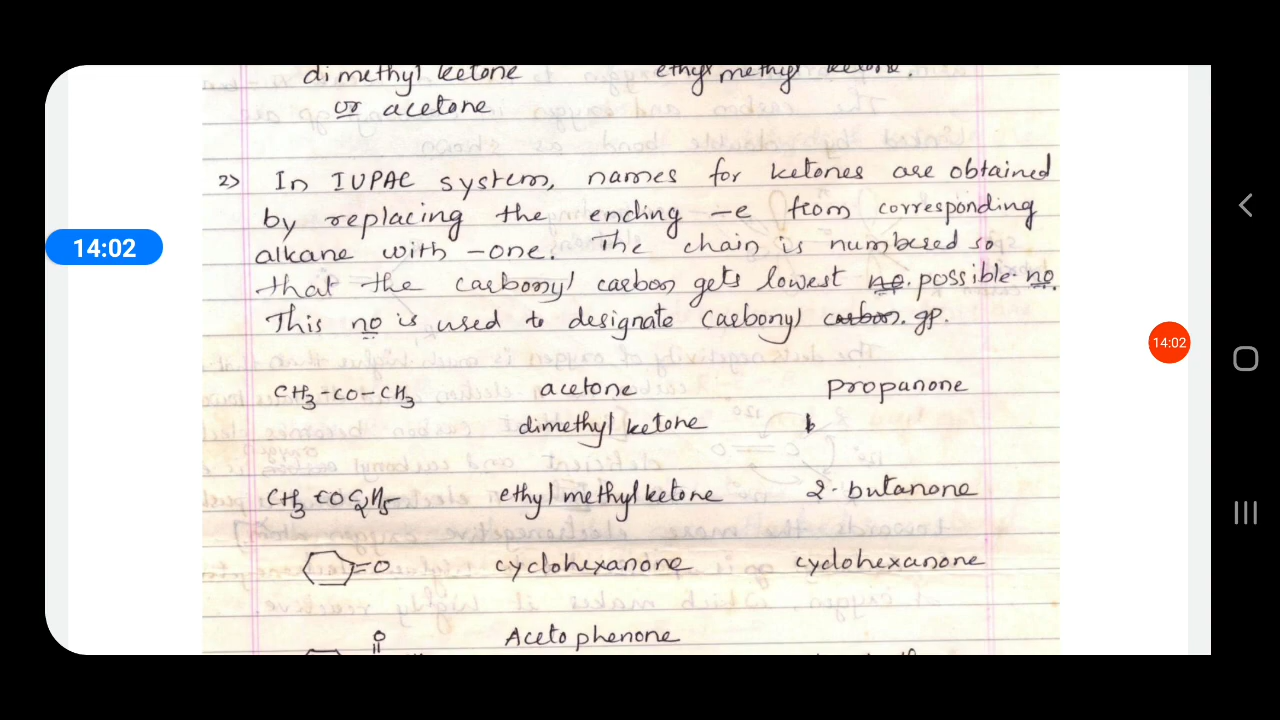 dimethyl ketone ethyl methyl ketone.
or acetone
2> In IUPAC system, names for ketones are obtained
by replacing the ending -e from corresponding
alkane with -one. The chain is numbered so
14:02
that the carbonyl carbon gets lowest no. possible no.
This no is used to designate carbonyl carbon. gp.
14:02
CH3-CO-CH3 acetone Propanone
dimethyl ketone b
CH3 CO C2H5 ethyl methyl ketone 2-butanone
=O cyclohexanone cyclohexanone
O Acetophenone